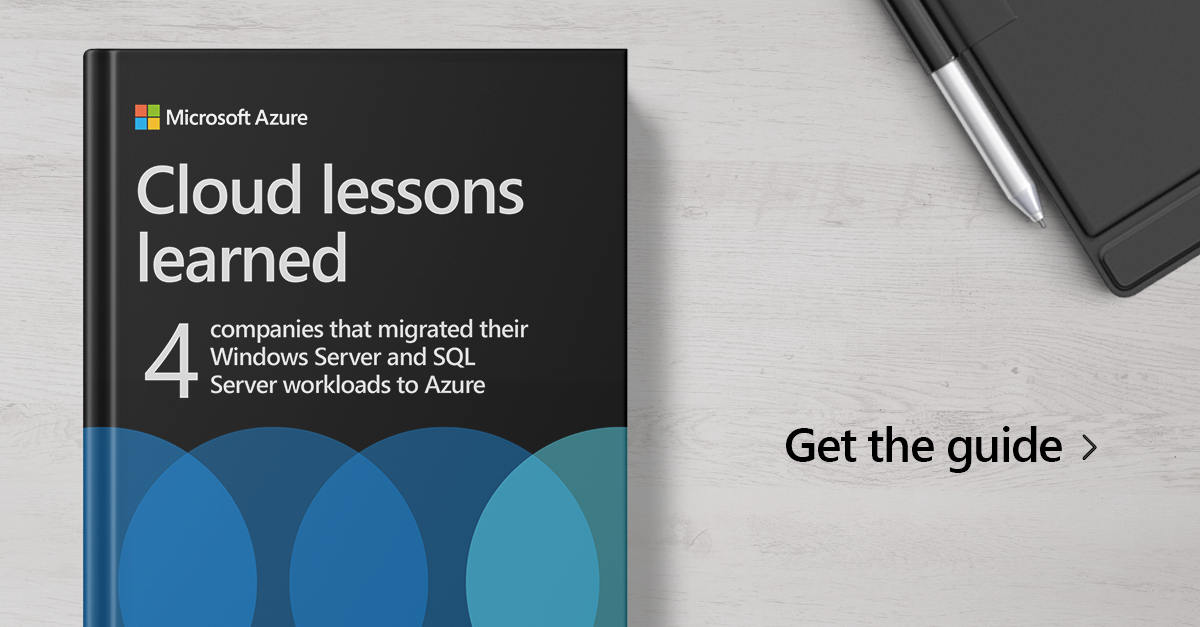 Microsoft Azure
Cloud lessons
learned
4 companies that migrated their
Windows Server and SQL
Server workloads to Azure
Get the guide >